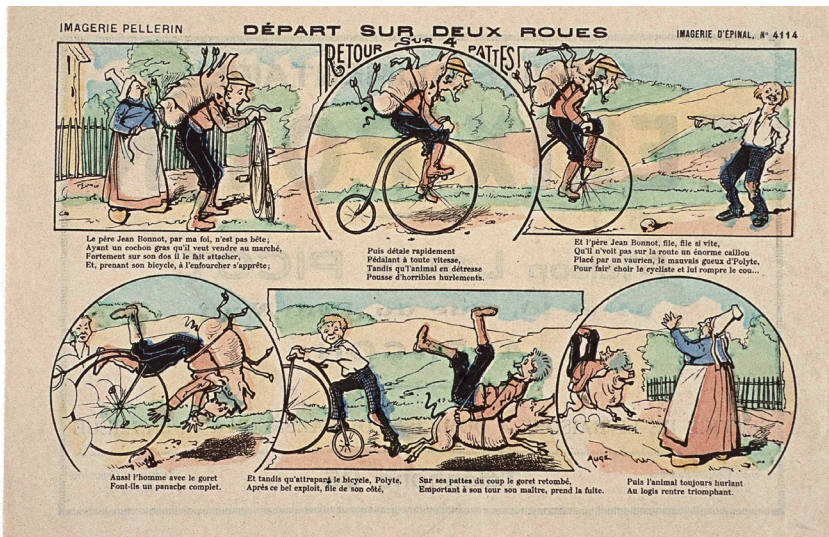 IMAGERIE PELLERIN
DÉPART SUR DEUX ROUES
IMAGERIE D'ÉPINAL, Nº 4114
RETOUR SUR 4 PATTES!
Le père Jean Bonnot, par ma foi, n'est pas bête;
Ayant un cochon gras qu'il veut vendre au marché,
Fortement sur son dos il le fait attacher,
Et, prenant son bicycle, à l'enfourcher s'apprête;
Puis détale rapidement
Pédalant à toute vitesse,
Tandis qu'l'animal en détresse
Pousse d'horribles hurlements.
Et l'père Jean Bonnot, file, file si vite,
Qu'il n'voit pas sur la route un énorme caillou
Placé par un vaurien, le mauvais gueux d'Polyte,
Pour fair' choir le cycliste et lui rompre le cou...
Aussi l'homme avec le goret
Font-ils un panache complet.
Et tandis qu'attrapant le bicycle, Polyte,
Après ce bel exploit, file de son côté,
Sur ses pattes du coup le goret retombé,
Emportant à son tour son maître, prend la fuite.
AUGÉ
Puis l'animal toujours hurlant
Au logis rentre triomphant.